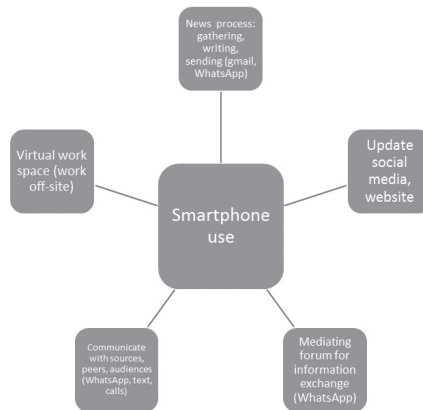 News process:
gathering,
writing,
sending (gmail,
WhatsApp)
Virtual work
space (work
off-site)
Update
social
media,
website
Smartphone
use
Communicate
with sources,
peers, audiences
(WhatsApp, text,
calls)
Mediating
forum for
information
exchange
(WhatsApp)